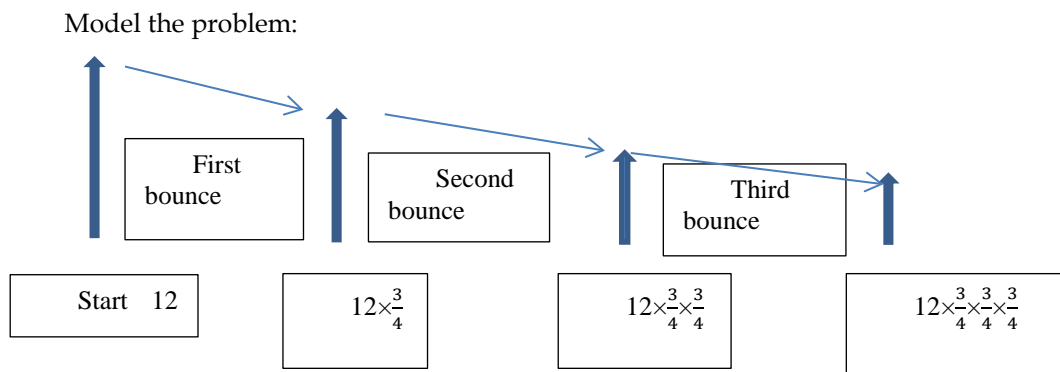 Model the problem:
First
bounce
Second
bounce
Third
bounce
Start 12
12×3/4
12×3/4×3/4
12×3/4×3/4×3/4